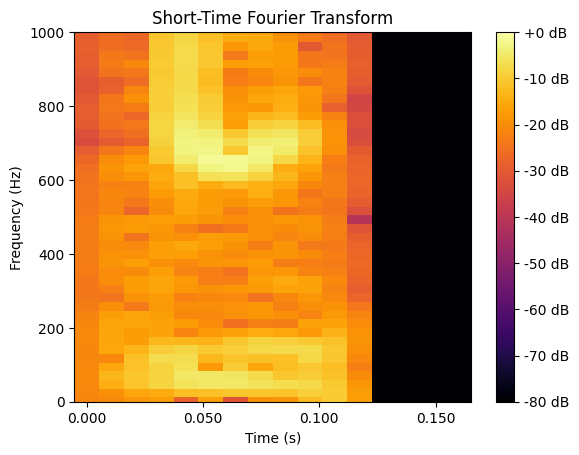 Short-Time Fourier Transform
Frequency (Hz)
1000
800
600
400
200
0
0.000
0.050
0.100
0.150
Time (s)
+0 dB
-10 dB
-20 dB
-30 dB
-40 dB
-50 dB
-60 dB
-70 dB
-80 dB